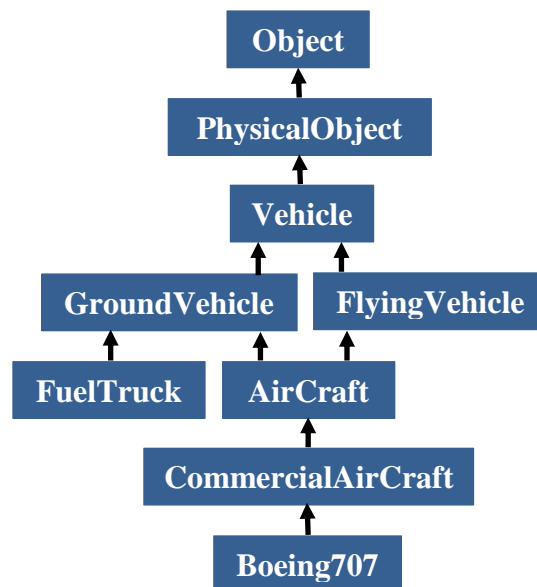 Object
PhysicalObject
Vehicle
GroundVehicle
FlyingVehicle
FuelTruck
AirCraft
CommercialAirCraft
Boeing707